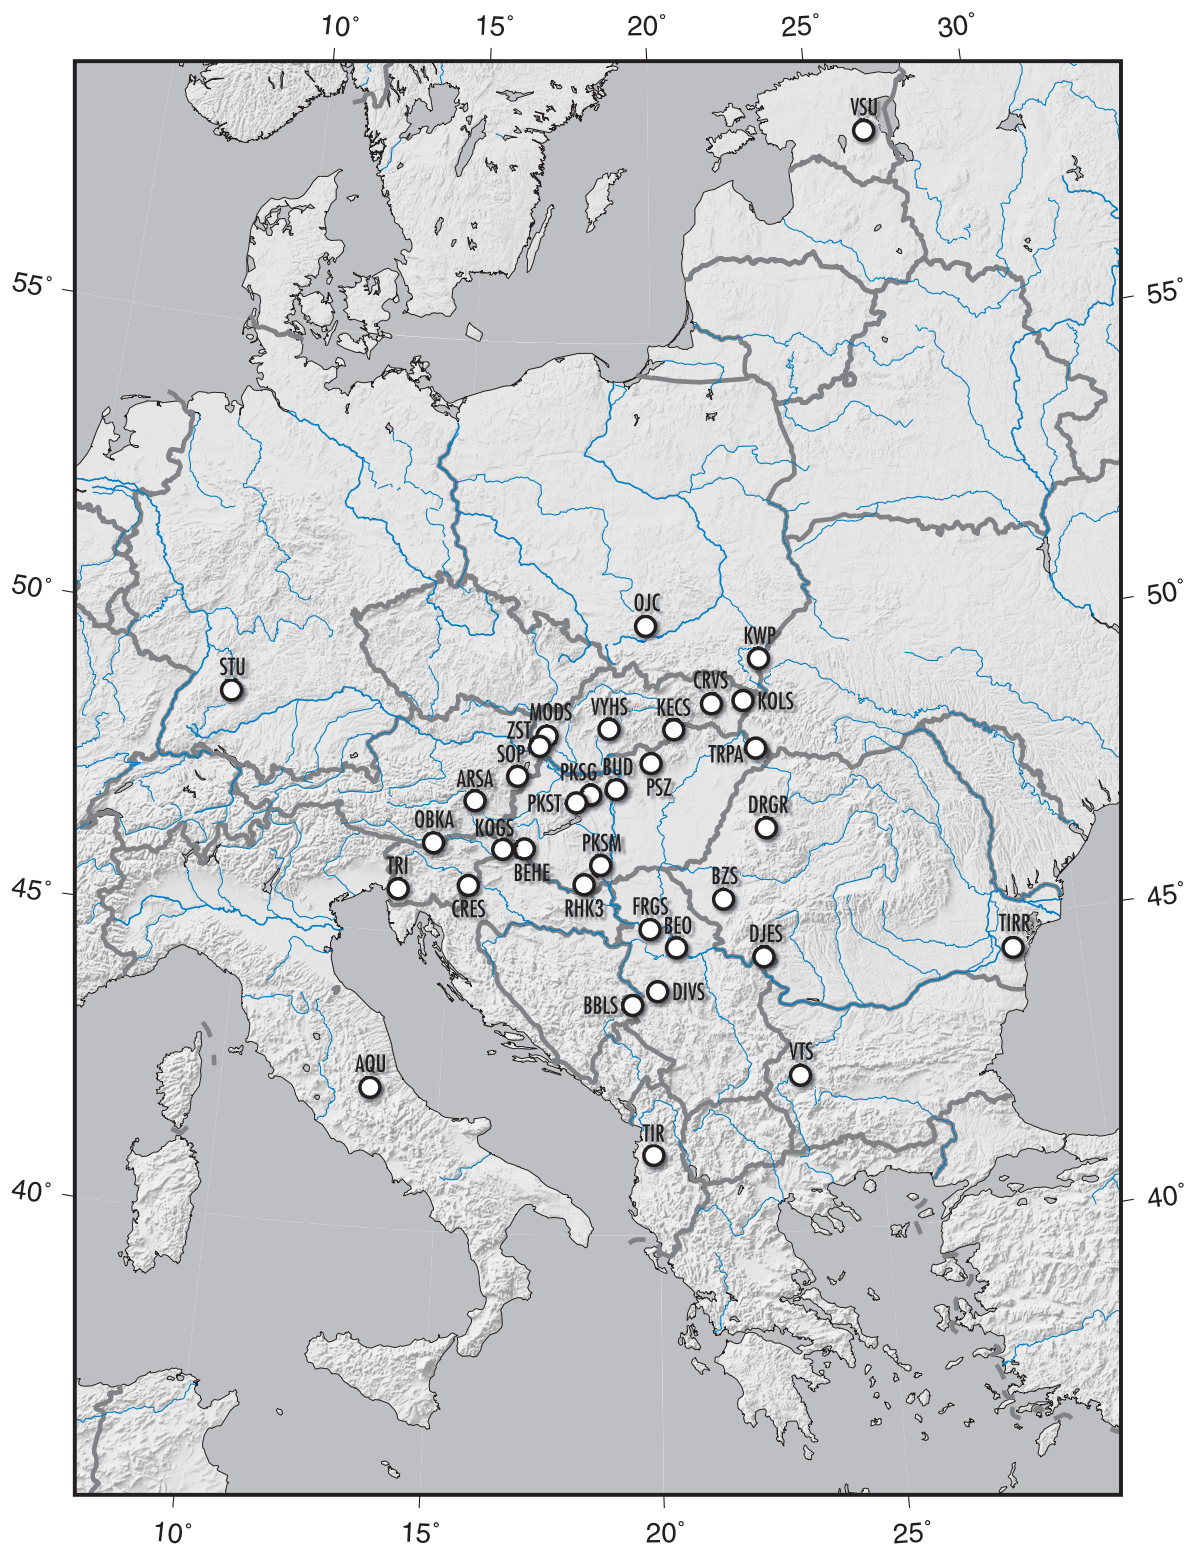 10° 15° 20° 25° 30°
VSU
55° 55°
50° 50°
OJC
KWP
STU
CRVS
KOLS
MODS VYHS KECS
ZST
SOP
TRPA
PKSG BUD
PSZ
ARSA
PKST
DRGR
OBKA
KOGS
PKSM
BEHE
TRI
BZS
45° 45°
CRES
RHK3
FRGS
BEO
TIRR
DJES
DIVS
BBLS
VTS
AQU
TIR
40° 40°
10° 15° 20° 25°